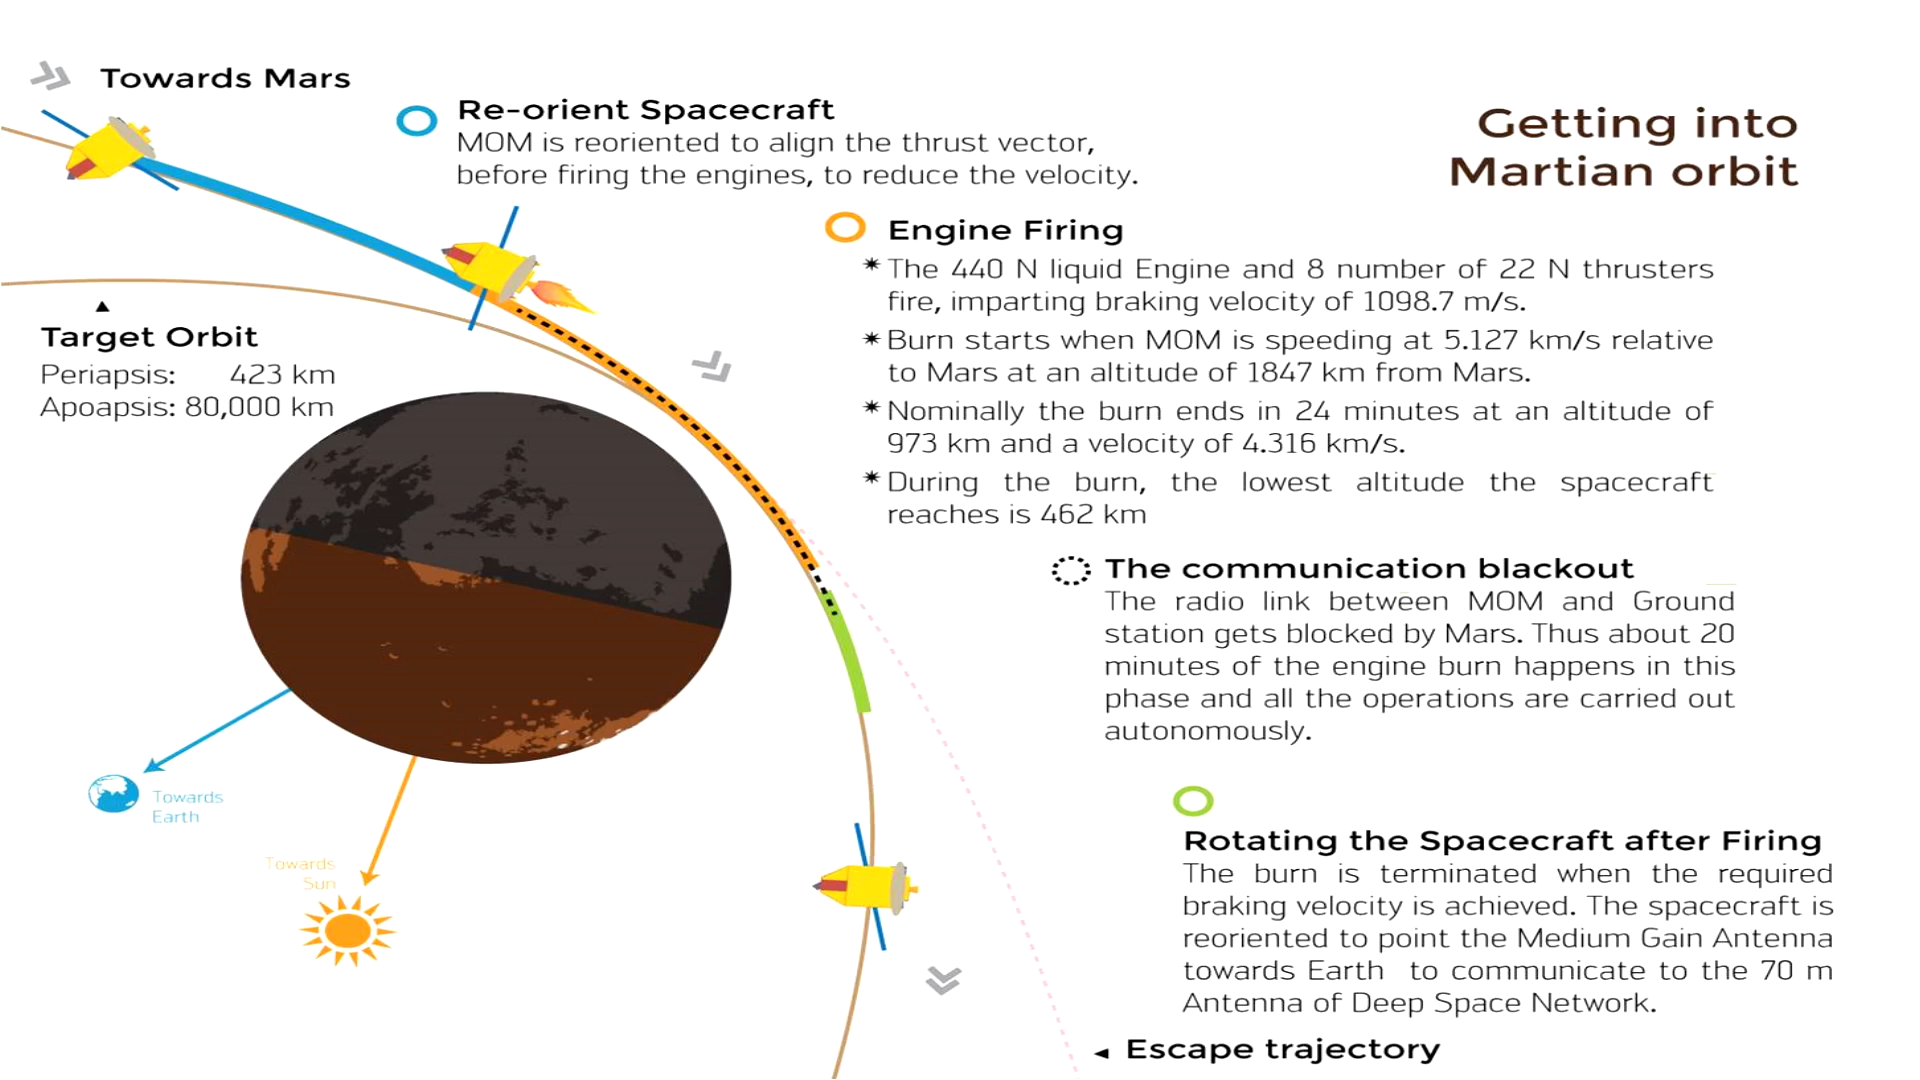 Towards Mars
Re-orient Spacecraft
MOM is reoriented to align the thrust vector,
before firing the engines, to reduce the velocity.
Getting into
Martian orbit
Engine Firing
* The 440 N liquid Engine and 8 number of 22 N thrusters
fire, imparting braking velocity of 1098.7 m/s.
* Burn starts when MOM is speeding at 5.127 km/s relative
to Mars at an altitude of 1847 km from Mars.
* Nominally the burn ends in 24 minutes at an altitude of
973 km and a velocity of 4.316 km/s.
* During the burn, the lowest altitude the spacecraft
reaches is 462 km
Target Orbit
Periapsis: 423 km
Apoapsis: 80,000 km
The communication blackout
The radio link between MOM and Ground
station gets blocked by Mars. Thus about 20
minutes of the engine burn happens in this
phase and all the operations are carried out
autonomously.
Towards
Earth
Towards
Sun
Rotating the Spacecraft after Firing
The burn is terminated when the required
braking velocity is achieved. The spacecraft is
reoriented to point the Medium Gain Antenna
towards Earth to communicate to the 70 m
Antenna of Deep Space Network.
Escape trajectory